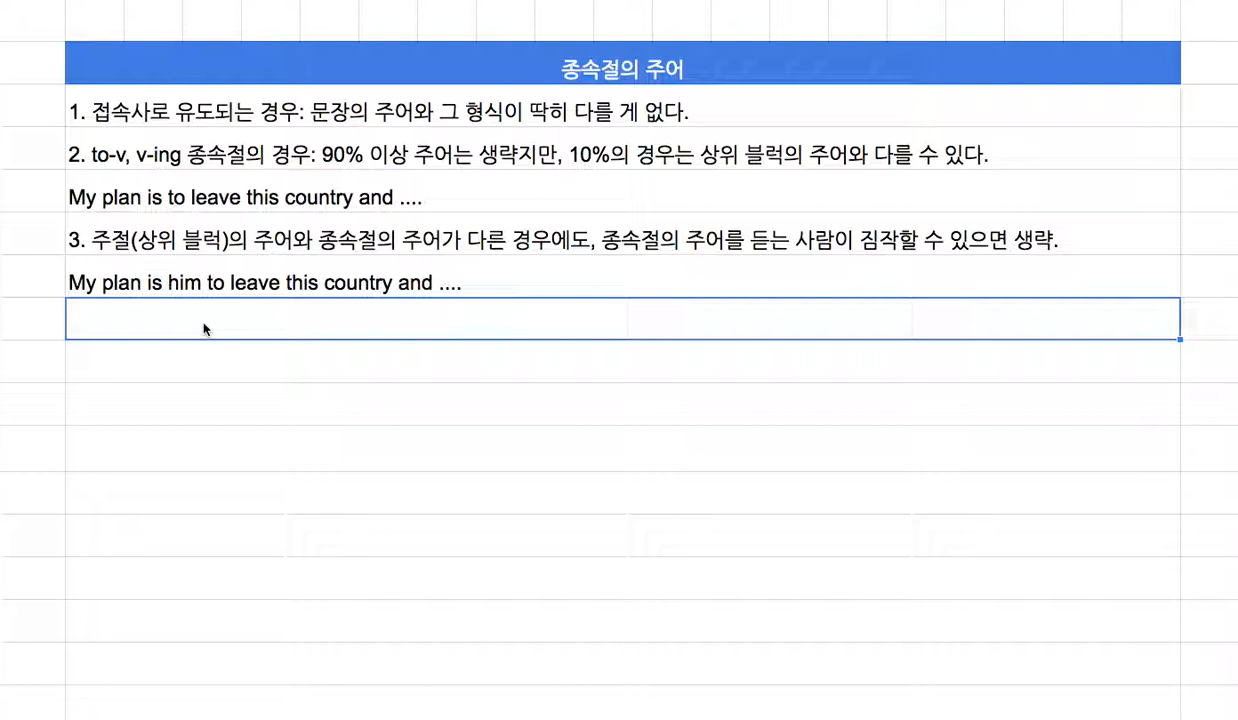 종속절의 주어
1. 접속사로 유도되는 경우: 문장의 주어와 그 형식이 딱히 다를 게 없다.
2. to-v, v-ing 종속절의 경우: 90% 이상 주어는 생략지만, 10%의 경우는 상위 블럭의 주어와 다를 수 있다.
My plan is to leave this country and ....
3. 주절(상위 블럭)의 주어와 종속절의 주어가 다른 경우에도, 종속절의 주어를 듣는 사람이 짐작할 수 있으면 생략.
My plan is him to leave this country and ....